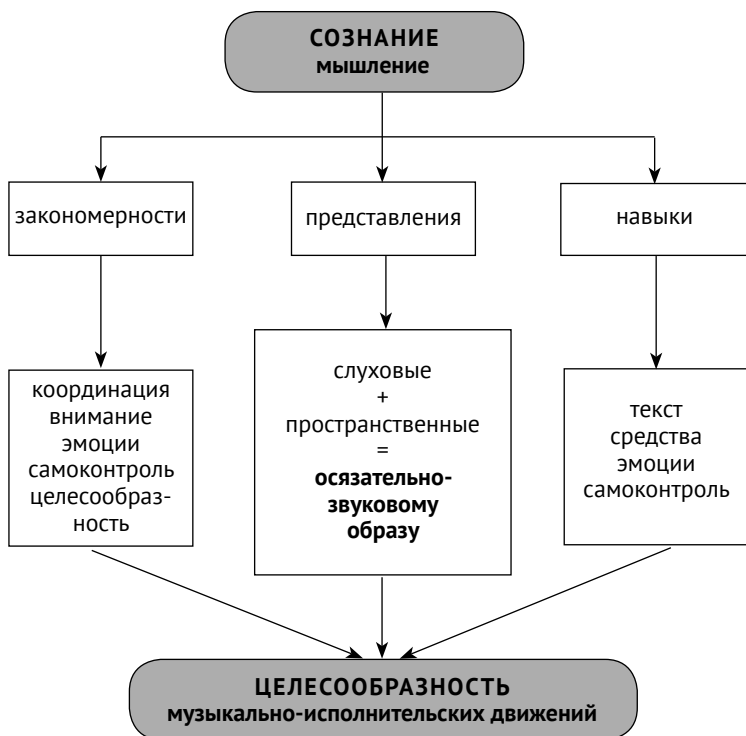 СОЗНАНИЕ
мышление
закономерности
представления
навыки
координация
внимание
эмоции
самоконтроль
целесообраз-
ность
слуховые
+
пространственные
=
осязательно-
звуковому
образу
текст
средства
эмоции
самоконтроль
ЦЕЛЕСООБРАЗНОСТЬ
музыкально-исполнительских движений